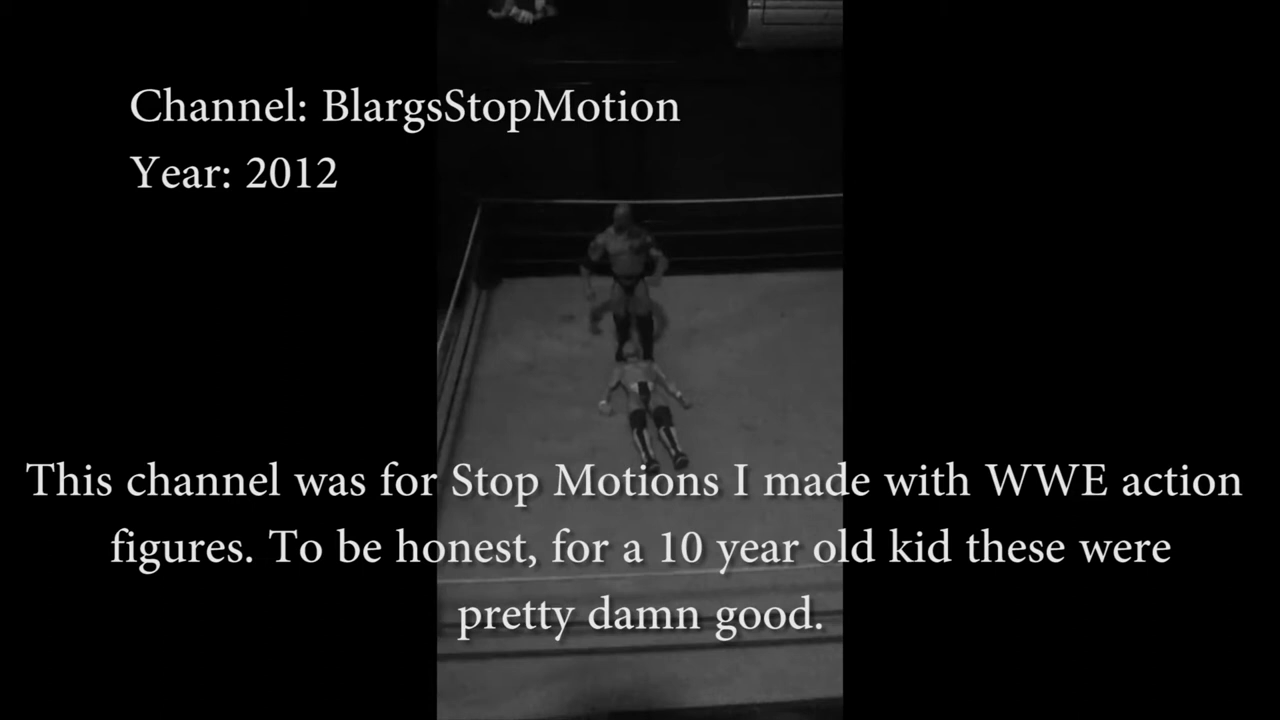 Channel: BlargsStopMotion
Year: 2012
This channel was for Stop Motions I made with WWE action
figures. To be honest, for a 10 year old kid these were
pretty damn good.